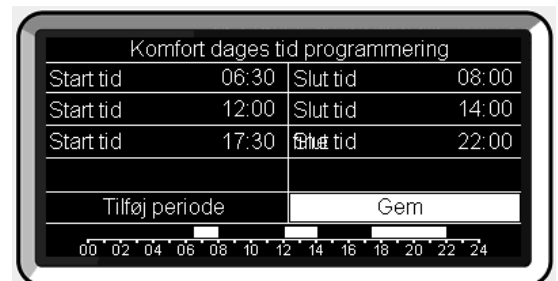 Komfort dages tid programmering
Start tid 06:30 Slut tid 08:00
Start tid 12:00 Slut tid 14:00
Start tid 17:30 tid 22:00
Tilføj periode Gem
00 02 04 06 08 10 12 14 16 18 20 22 24